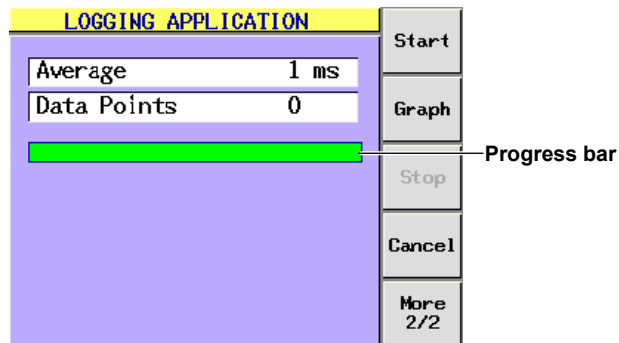 LOGGING APPLICATION
Average 1 ms
Data Points 0
Start
Graph
Stop
Cancel
More
2/2
Progress bar